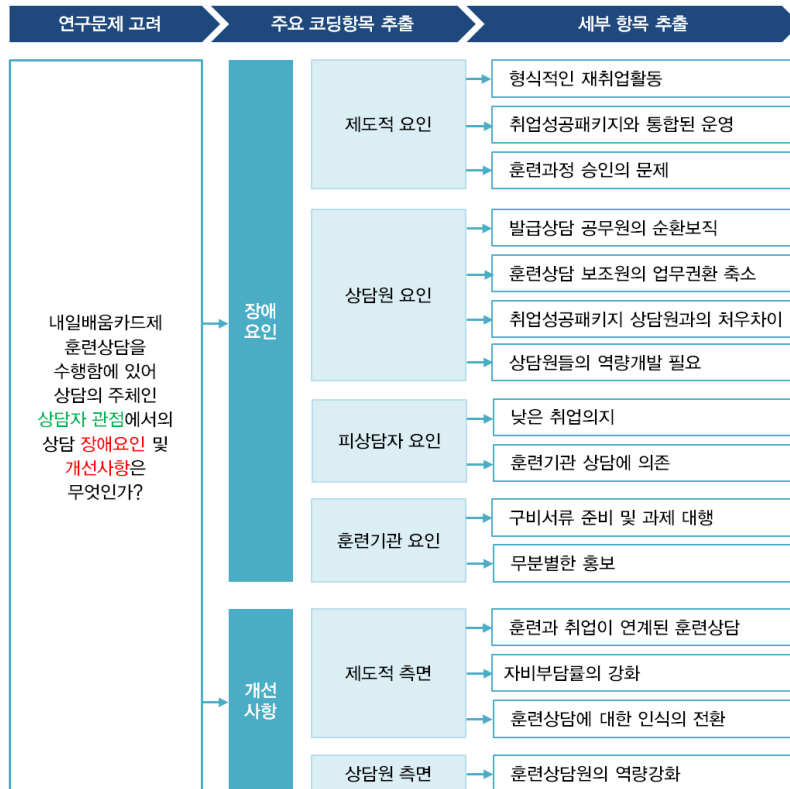 연구문제 고려
주요 코딩항목 추출
세부 항목 추출
내일배움카드제
훈련상담을
수행함에 있어
상담의 주체인
상담자 관점에서의
상담 장애요인 및
개선사항은
무엇인가?
장애
요인
제도적 요인
형식적인 재취업활동
취업성공패키지와 통합된 운영
훈련과정 승인의 문제
상담원 요인
발급상담 공무원의 순환보직
훈련상담 보조원의 업무권환 축소
취업성공패키지 상담원과의 처우차이
상담원들의 역량개발 필요
피상담자 요인
낮은 취업의지
훈련기관 상담에 의존
훈련기관 요인
구비서류 준비 및 과제 대행
무분별한 홍보
개선
사항
제도적 측면
훈련과 취업이 연계된 훈련상담
자비부담률의 강화
훈련상담에 대한 인식의 전환
상담원 측면
훈련상담원의 역량강화